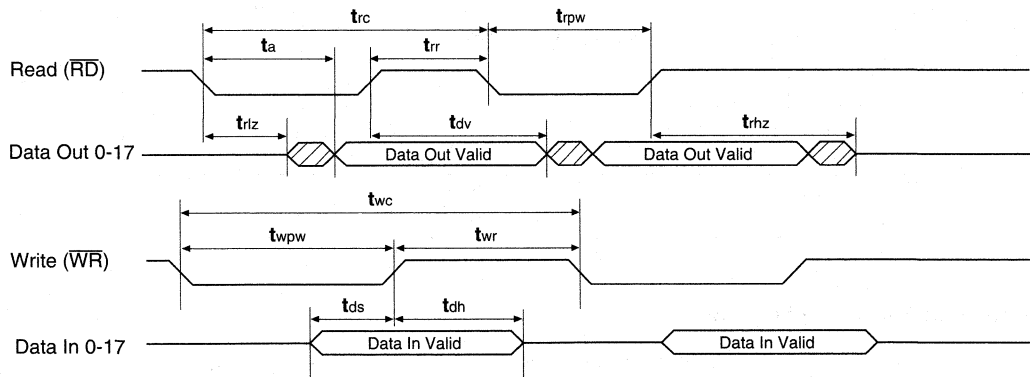 trc trpw
ta trr
Read (RD)
trlz tdv trhz
Data Out 0-17 Data Out Valid Data Out Valid
twc
twpw twr
Write (WR)
tds tdh
Data In 0-17 Data In Valid Data In Valid